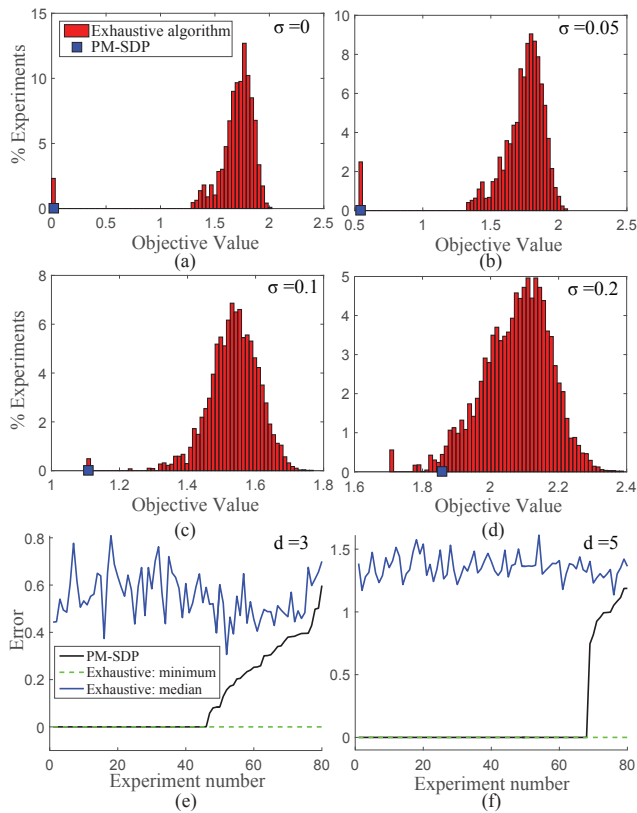 Exhaustive algorithm
PM-SDP
σ =0
% Experiments
15
10
5
0
0 0.5 1 1.5 2 2.5
Objective Value
(a)
σ =0.05
10
8
6
4
2
0
0.5 1 1.5 2 2.5
Objective Value
(b)
σ =0.1
% Experiments
8
6
4
2
0
1 1.2 1.4 1.6 1.8
Objective Value
(c)
σ =0.2
5
4
3
2
1
0
1.6 1.8 2 2.2 2.4
Objective Value
(d)
d =3
Error
0.8
0.6
0.4
0.2
0
PM-SDP
Exhaustive: minimum
Exhaustive: median
0 20 40 60 80
Experiment number
(e)
d =5
1.5
1
0.5
0
0 20 40 60 80
Experiment number
(f)